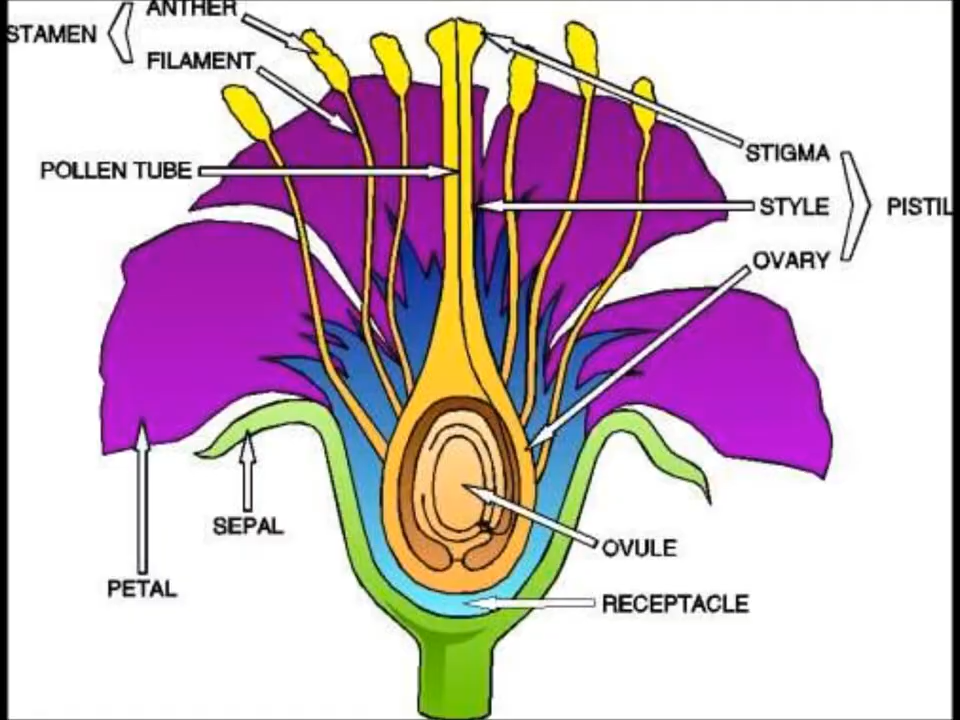 ANTHER
STAMEN
FILAMENT
POLLEN TUBE
STIGMA
STYLE
PISTIL
OVARY
SEPAL
OVULE
PETAL
RECEPTACLE